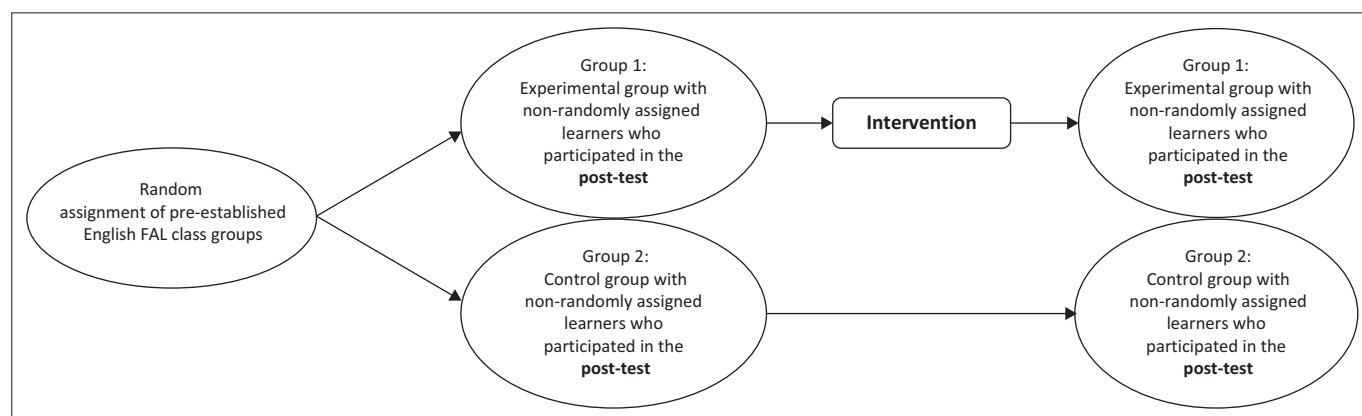 Random
assignment of pre-established
English FAL class groups
Group 1:
Experimental group with
non-randomly assigned
learners who
participated in the
post-test
Intervention
Group 1:
Experimental group with
non-randomly assigned
learners who
participated in the
post-test
Group 2:
Control group with
non-randomly assigned
learners who
participated in the
post-test
Group 2:
Control group with
non-randomly assigned
learners who
participated in the
post-test